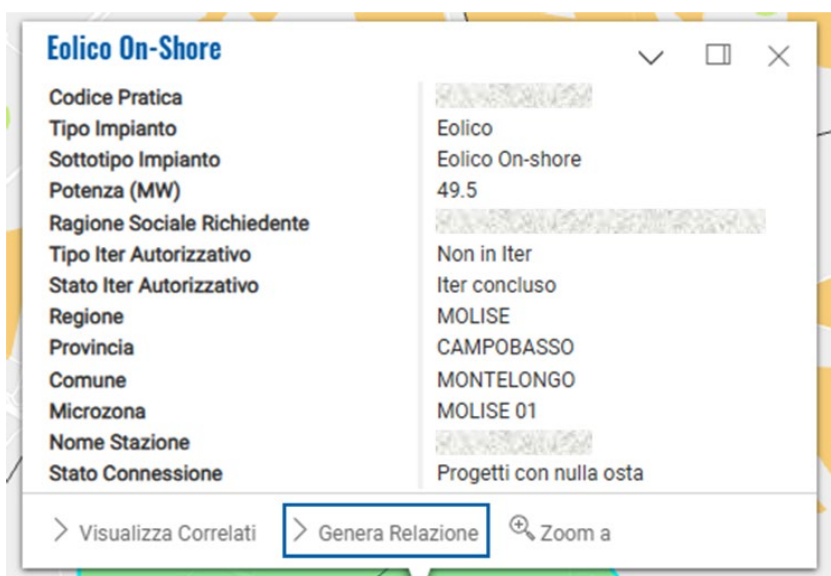 Eolico On-Shore
Codice Pratica
Tipo Impianto Eolico
Sottotipo Impianto Eolico On-shore
Potenza (MW) 49.5
Ragione Sociale Richiedente
Tipo Iter Autorizzativo Non in Iter
Stato Iter Autorizzativo Iter concluso
Regione MOLISE
Provincia CAMPOBASSO
Comune MONTELONGO
Microzona MOLISE 01
Nome Stazione
Stato Connessione Progetti con nulla osta
Visualizza Correlati Genera Relazione Zoom a